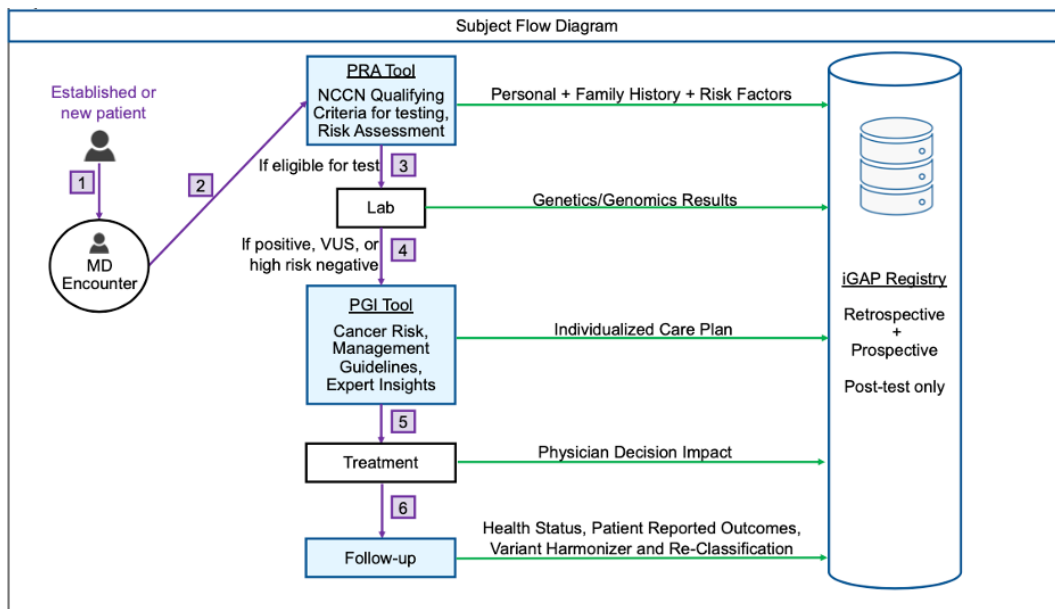 Subject Flow Diagram
Established or
new patient
1
MD
Encounter
2
PRA Tool
NCCN Qualifying
Criteria for testing,
Risk Assessment
Personal + Family History + Risk Factors
If eligible for test
3
Lab
Genetics/Genomics Results
If positive, VUS, or
high risk negative
4
PGI Tool
Cancer Risk,
Management
Guidelines,
Expert Insights
Individualized Care Plan
5
Treatment
Physician Decision Impact
6
Follow-up
Health Status, Patient Reported Outcomes,
Variant Harmonizer and Re-Classification
iGAP Registry
Retrospective
+
Prospective
Post-test only